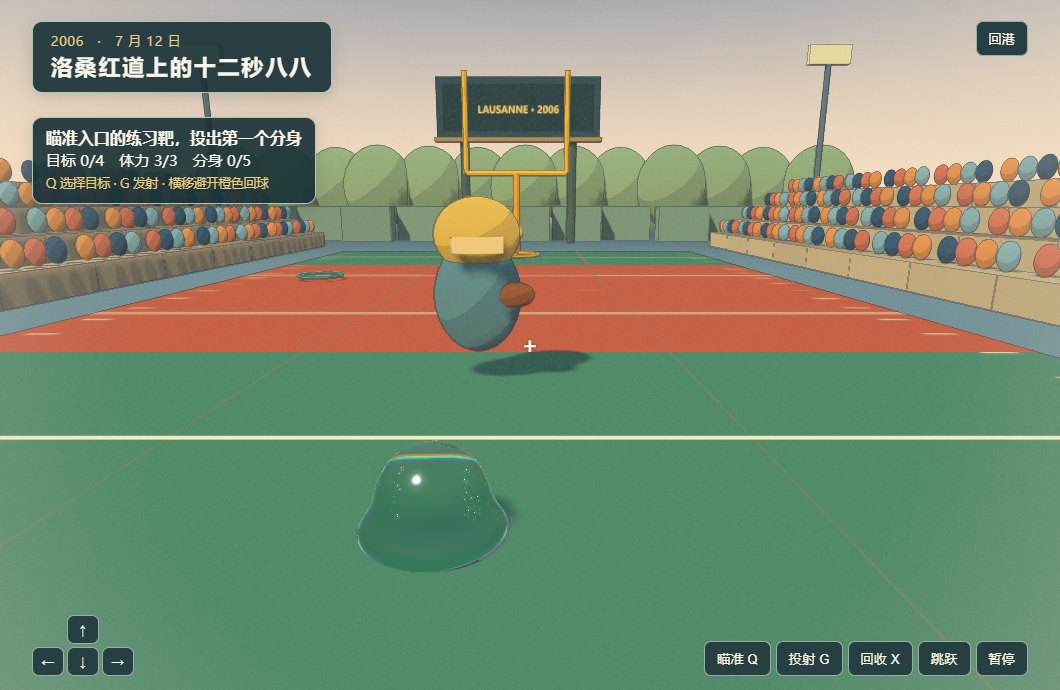 2006 · 7 月 12 日
洛桑红道上的十二秒八八
回港
瞄准入口的练习靶，投出第一个分身
目标 0/4 体力 3/3 分身 0/5
Q 选择目标 · G 发射 · 横移避开橙色回球
LAUSANNE • 2006
↑
← ↓ →
瞄准 Q 投射 G 回收 X 跳跃 暂停